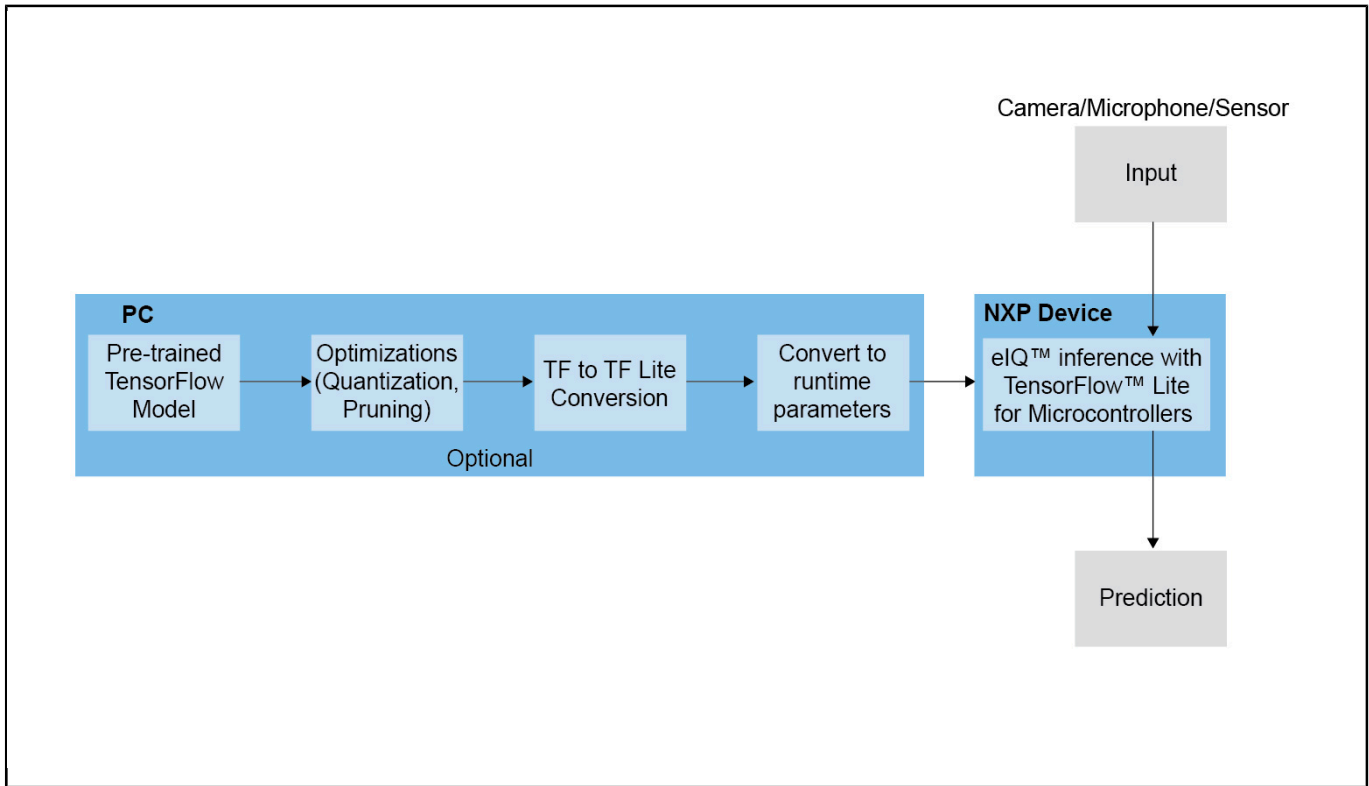 Camera/Microphone/Sensor
Input
PC
Pre-trained
TensorFlow
Model
Optimizations
(Quantization,
Pruning)
TF to TF Lite
Conversion
Convert to
runtime
parameters
Optional
NXP Device
eIQ™ inference with
TensorFlow™ Lite
for Microcontrollers
Prediction